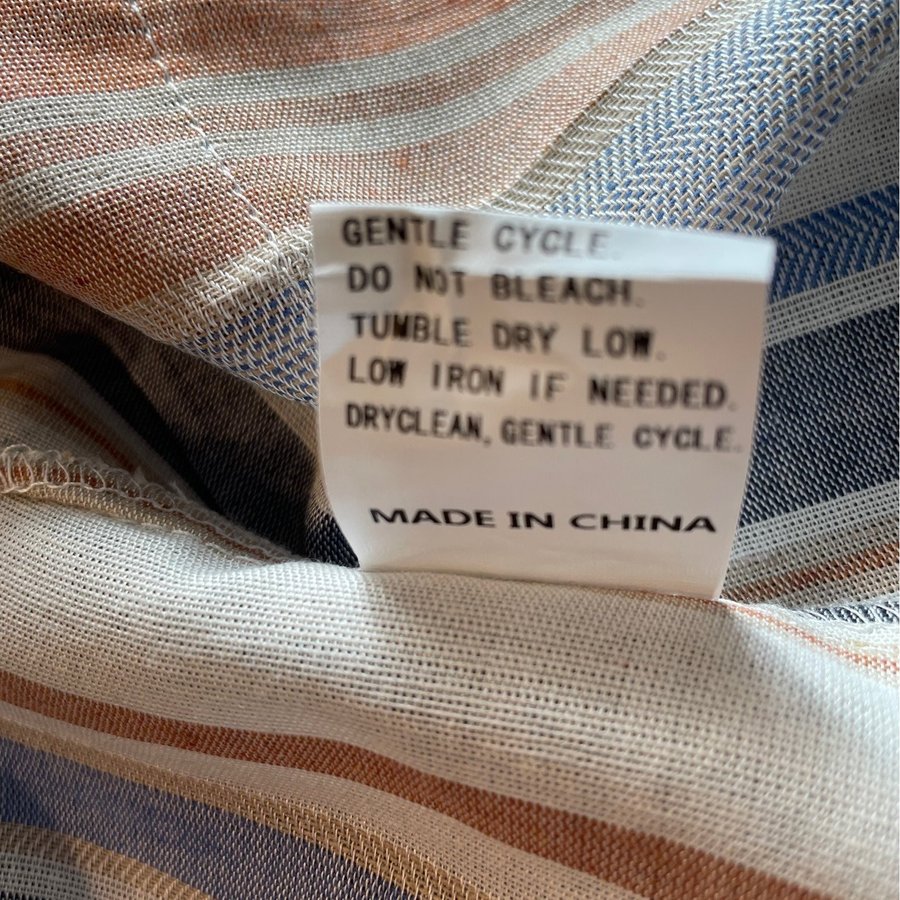 GENTLE CYCLE.
DO NOT BLEACH.
TUMBLE DRY LOW.
LOW IRON IF NEEDED.
DRYCLEAN, GENTLE CYCLE.
MADE IN CHINA